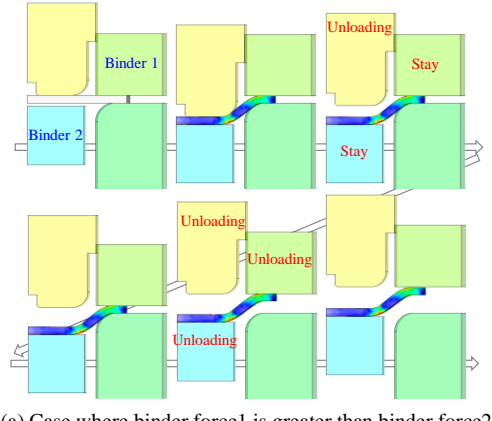 Unloading
Binder 1
Stay
Binder 2
Stay
Unloading
Unloading
Unloading
(a) Case where binder force1 is greater than binder force2